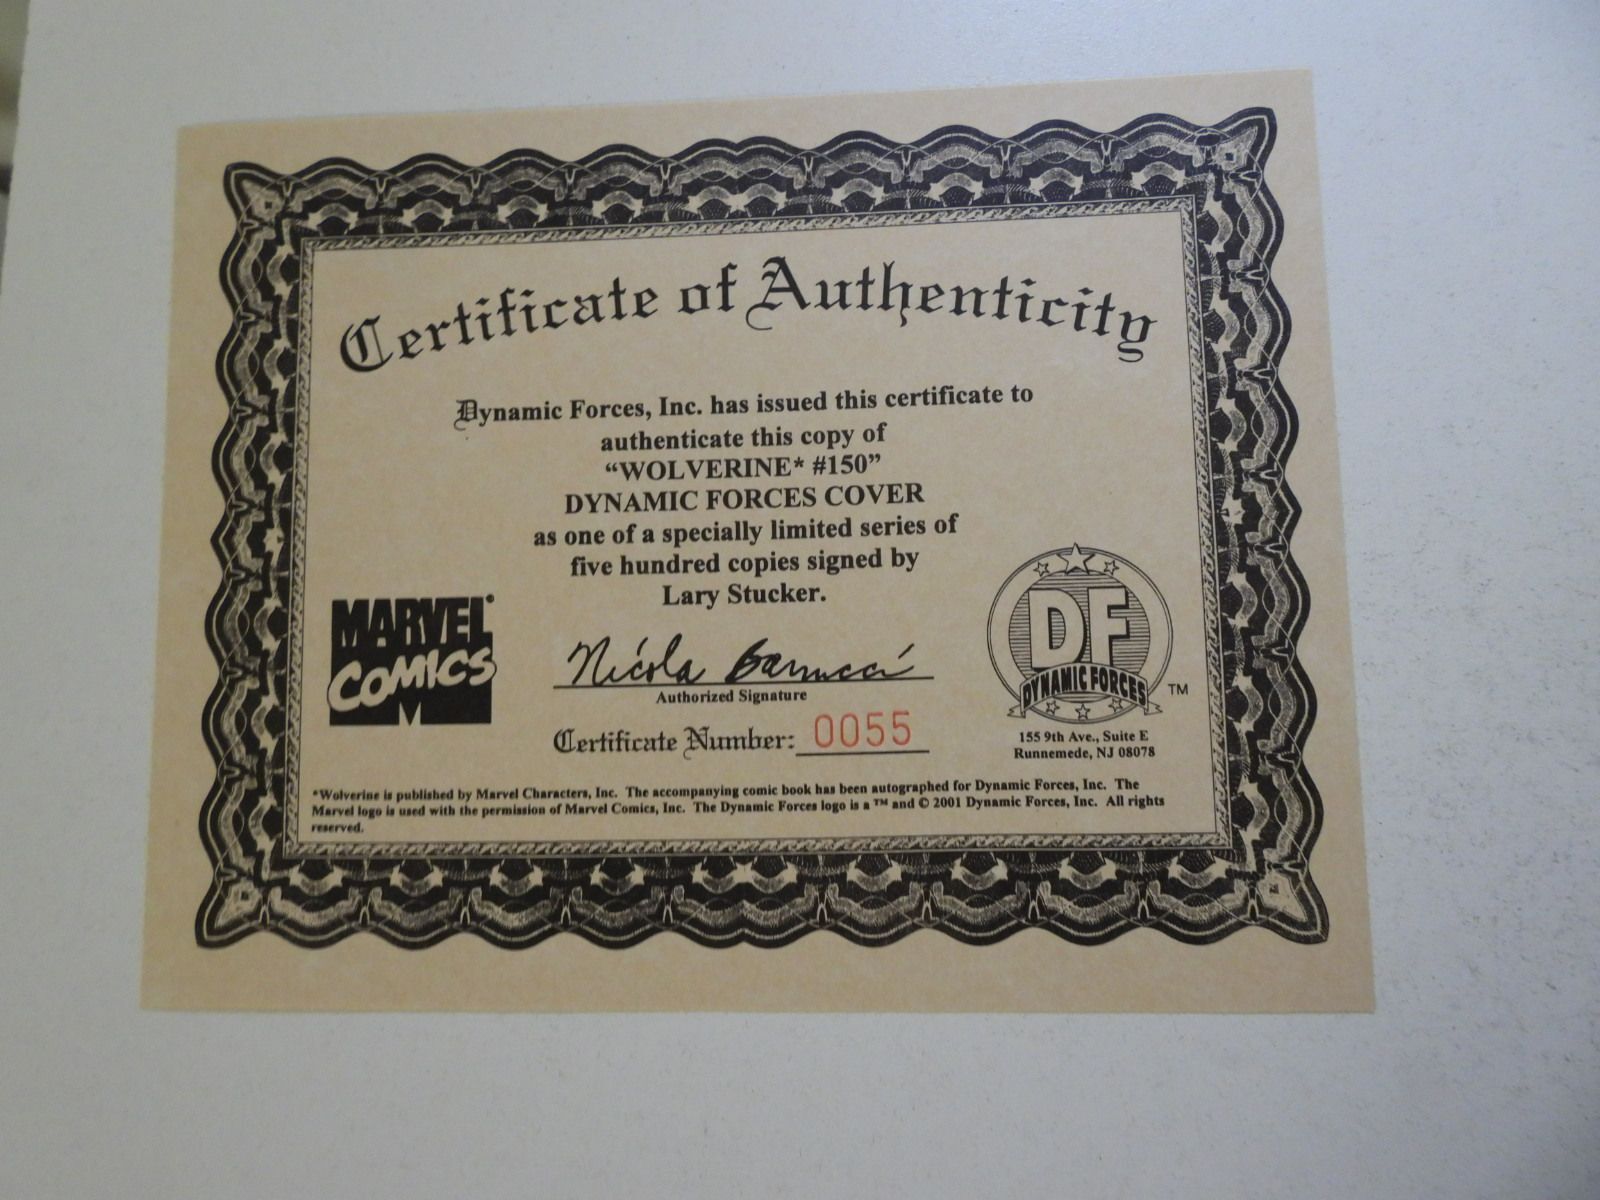 Certificate of Authenticity
Dynamic Forces, Inc. has issued this certificate to
authenticate this copy of
“WOLVERINE* #150”
DYNAMIC FORCES COVER
as one of a specially limited series of
five hundred copies signed by
Lary Stucker.
MARVEL®
COMICS
Nicola Barrucci
Authorized Signature
Certificate Number: 0055
DF
DYNAMIC FORCES TM
155 9th Ave., Suite E
Runnemede, NJ 08078
*Wolverine is published by Marvel Characters, Inc. The accompanying comic book has been autographed for Dynamic Forces, Inc. The
Marvel logo is used with the permission of Marvel Comics, Inc. The Dynamic Forces logo is a ™ and © 2001 Dynamic Forces, Inc. All rights
reserved.